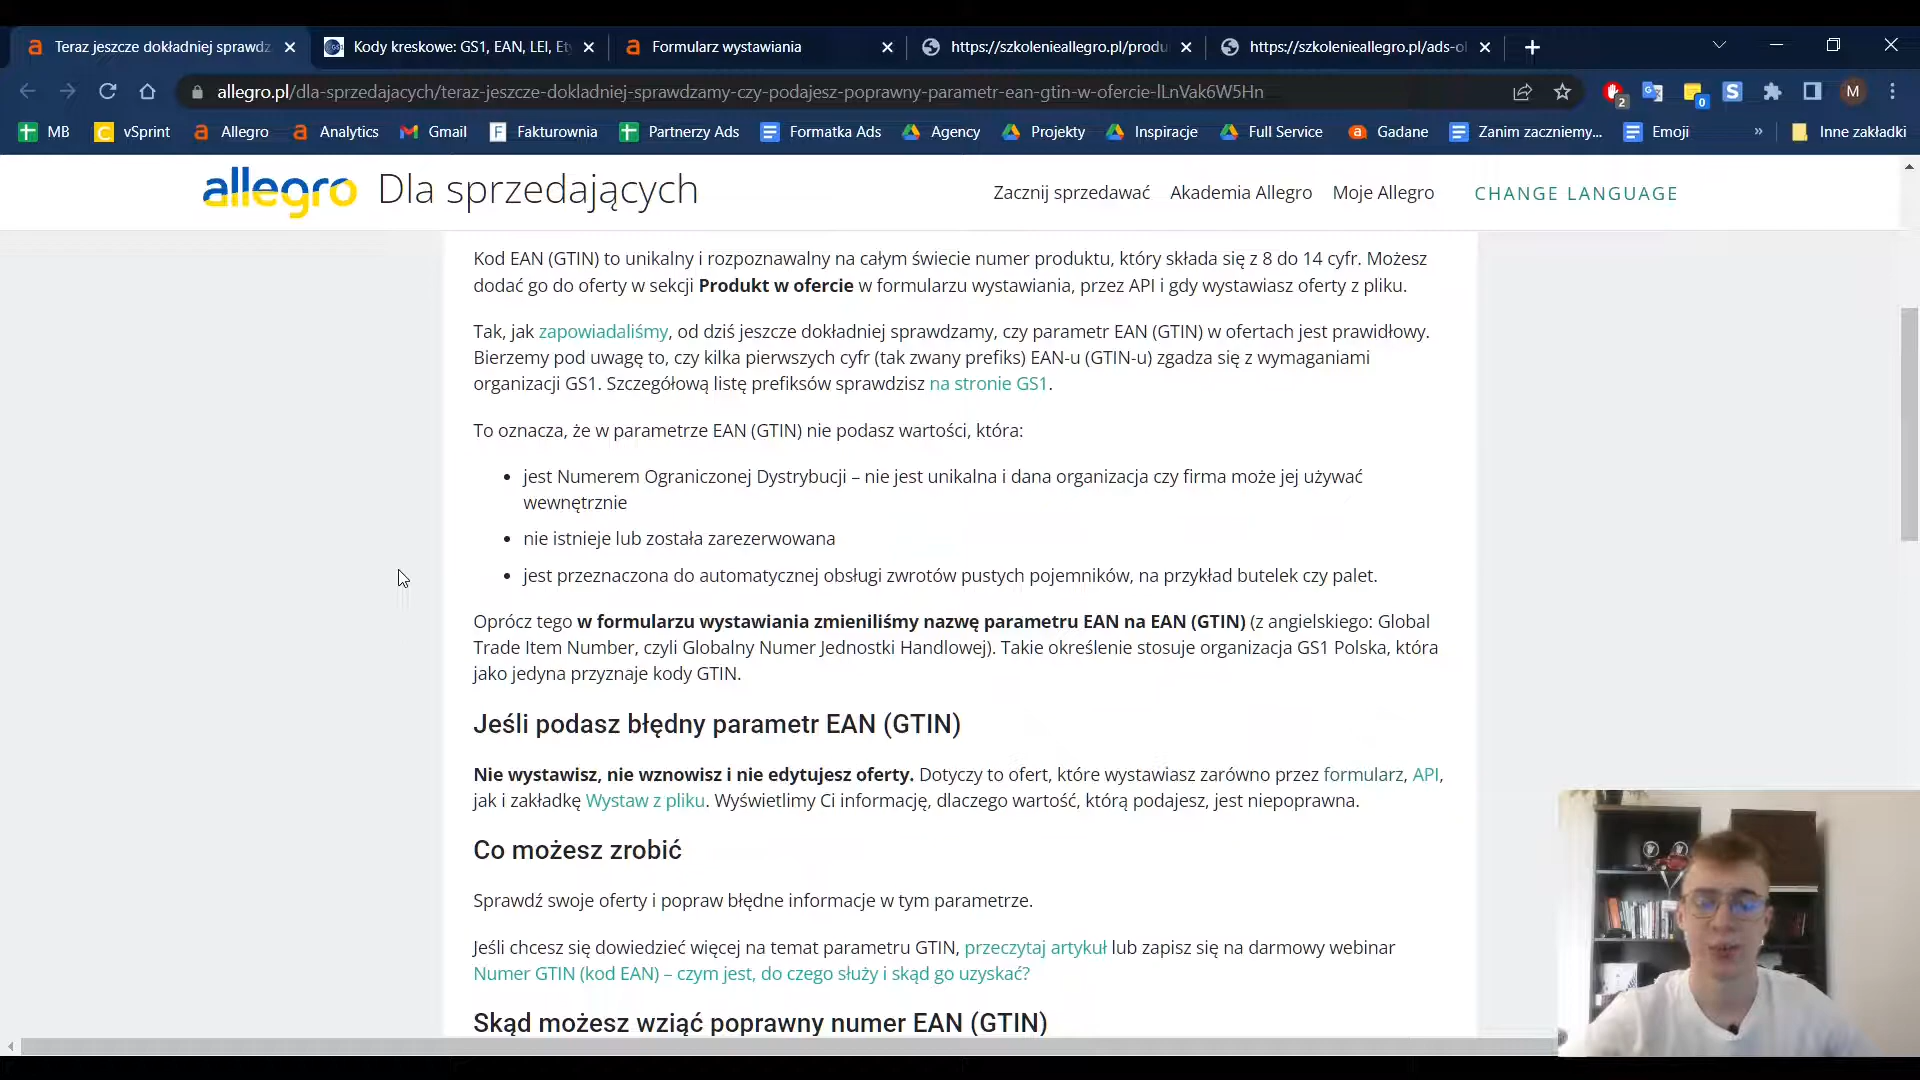 Teraz jeszcze dokładniej sprawdz
Kody kreskowe: GS1, EAN, LEI, Et
Formularz wystawiania
https://szkolenieallegro.pl/produ
https://szkolenieallegro.pl/ads-ol
allegro.pl/dla-sprzedajacych/teraz-jeszcze-dokladniej-sprawdzamy-czy-podajesz-poprawny-parametr-ean-gtin-w-ofercie-lLnVak6W5Hn
2
0
S
M
MB
vSprint
Allegro
Analytics
Gmail
Fakturownia
Partnerzy Ads
Formatka Ads
Agency
Projekty
Inspiracje
Full Service
Gadane
Zanim zaczniemy...
Emoji
»
Inne zakładki
allegro Dla sprzedających
Zacznij sprzedawać
Akademia Allegro
Moje Allegro
CHANGE LANGUAGE
Kod EAN (GTIN) to unikalny i rozpoznawalny na całym świecie numer produktu, który składa się z 8 do 14 cyfr. Możesz
dodać go do oferty w sekcji Produkt w ofercie w formularzu wystawiania, przez API i gdy wystawiasz oferty z pliku.
Tak, jak zapowiadaliśmy, od dziś jeszcze dokładniej sprawdzamy, czy parametr EAN (GTIN) w ofertach jest prawidłowy.
Bierzemy pod uwagę to, czy kilka pierwszych cyfr (tak zwany prefiks) EAN-u (GTIN-u) zgadza się z wymaganiami
organizacji GS1. Szczegółową listę prefiksów sprawdzisz na stronie GS1.
To oznacza, że w parametrze EAN (GTIN) nie podasz wartości, która:
• jest Numerem Ograniczonej Dystrybucji – nie jest unikalna i dana organizacja czy firma może jej używać
wewnętrznie
• nie istnieje lub została zarezerwowana
• jest przeznaczona do automatycznej obsługi zwrotów pustych pojemników, na przykład butelek czy palet.
Oprócz tego w formularzu wystawiania zmieniliśmy nazwę parametru EAN na EAN (GTIN) (z angielskiego: Global
Trade Item Number, czyli Globalny Numer Jednostki Handlowej). Takie określenie stosuje organizacja GS1 Polska, która
jako jedyna przyznaje kody GTIN.
Jeśli podasz błędny parametr EAN (GTIN)
Nie wystawisz, nie wznowisz i nie edytujesz oferty. Dotyczy to ofert, które wystawiasz zarówno przez formularz, API,
jak i zakładkę Wystaw z pliku. Wyświetlimy Ci informację, dlaczego wartość, którą podajesz, jest niepoprawna.
Co możesz zrobić
Sprawdź swoje oferty i popraw błędne informacje w tym parametrze.
Jeśli chcesz się dowiedzieć więcej na temat parametru GTIN, przeczytaj artykuł lub zapisz się na darmowy webinar
Numer GTIN (kod EAN) – czym jest, do czego służy i skąd go uzyskać?
Skąd możesz wziąć poprawny numer EAN (GTIN)